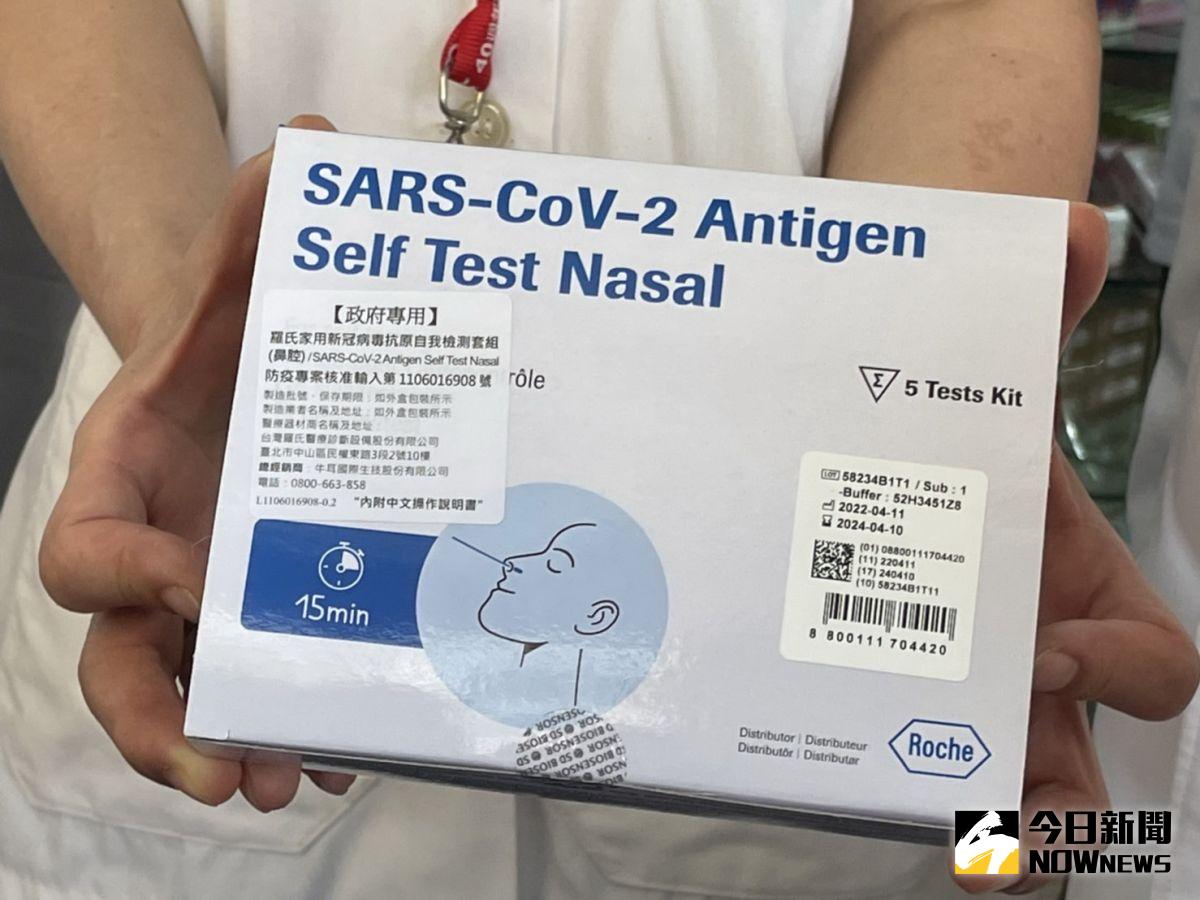 40
SARS-CoV-2 Antigen
Self Test Nasal
【政府專用】
羅氏家用新冠病毒抗原自我檢測套組
(鼻腔)/SARS-CoV-2 Antigen Self Test Nasal
防疫專案核准輸入第 1106016908 號
製造批號、保存期限:如外盒包裝所示
製造業者名稱及地址:如外盒包裝所示
醫療器材商名稱及地址:
台灣羅氏醫療診斷設備股份有限公司
臺北市中山區民權東路3段2號10樓
總經銷商:牛耳國際生技股份有限公司
電話:0800-663-858
L1106016908-0.2 "內附中文操作說明書"
rôle
Σ 5 Tests Kit
LOT 58234B1T1 / Sub : 1
-Buffer : 52H3451Z8
2022-04-11
2024-04-10
(01) 08800111704420
(11) 220411
(17) 240410
(10) 58234B1T11
8 800111 704420
15min
SD BIOSENSOR
Distributor | Distributeur
Distribuidor | Distributør
Roche
今日新聞
NOWNEWS